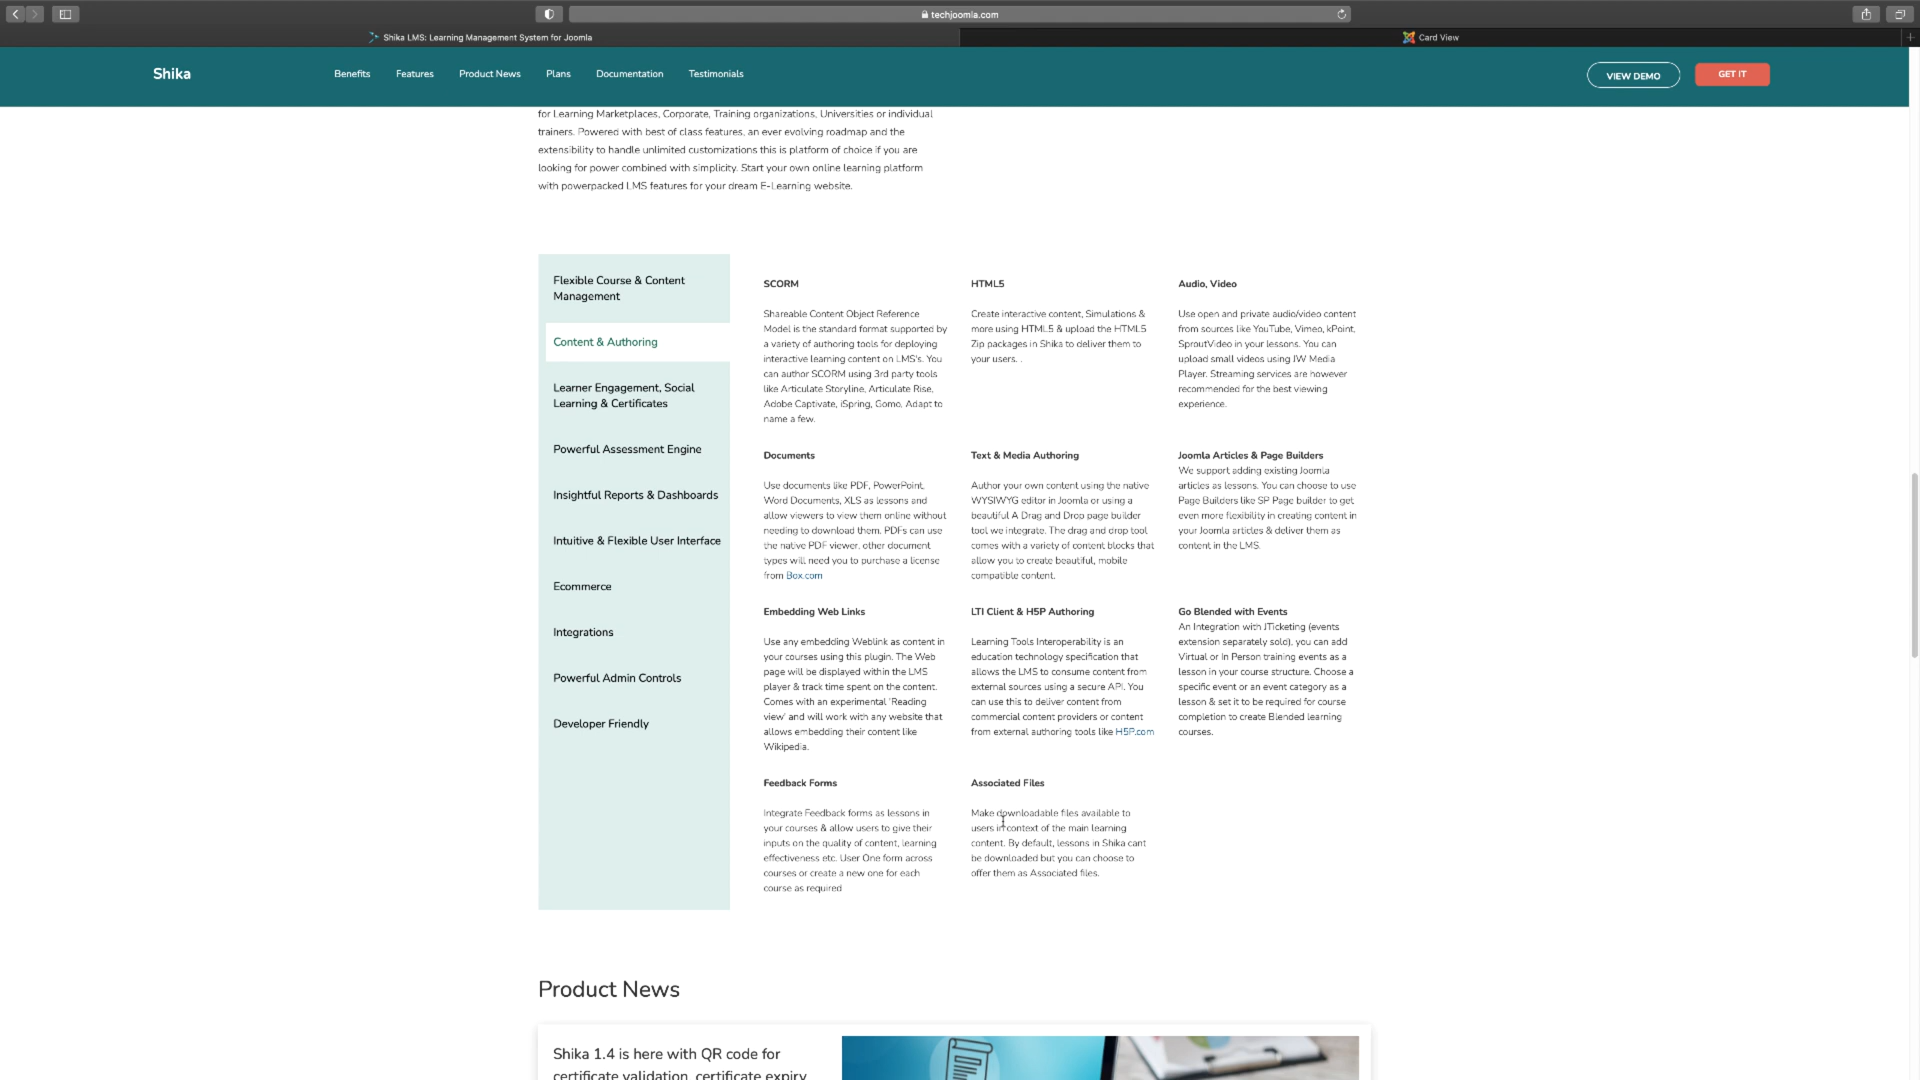 techjoomla.com
Shika LMS: Learning Management System for Joomla
Card View
Shika
Benefits
Features
Product News
Plans
Documentation
Testimonials
VIEW DEMO
GET IT
for Learning Marketplaces, Corporate, Training organizations, Universities or individual
trainers. Powered with best of class features, an ever evolving roadmap and the
extensibility to handle unlimited customizations this is platform of choice if you are
looking for power combined with simplicity. Start your own online learning platform
with powerpacked LMS features for your dream E-Learning website.
Flexible Course & Content
Management
Content & Authoring
Learner Engagement, Social
Learning & Certificates
Powerful Assessment Engine
Insightful Reports & Dashboards
Intuitive & Flexible User Interface
Ecommerce
Integrations
Powerful Admin Controls
Developer Friendly
SCORM
Shareable Content Object Reference
Model is the standard format supported by
a variety of authoring tools for deploying
interactive learning content on LMS's. You
can author SCORM using 3rd party tools
like Articulate Storyline, Articulate Rise,
Adobe Captivate, iSpring, Gomo, Adapt to
name a few.
HTML5
Create interactive content, Simulations &
more using HTML5 & upload the HTML5
Zip packages in Shika to deliver them to
your users. .
Audio, Video
Use open and private audio/video content
from sources like YouTube, Vimeo, kPoint,
SproutVideo in your lessons. You can
upload small videos using JW Media
Player. Streaming services are however
recommended for the best viewing
experience.
Documents
Use documents like PDF, PowerPoint,
Word Documents, XLS as lessons and
allow viewers to view them online without
needing to download them. PDFs can use
the native PDF viewer, other document
types will need you to purchase a license
from Box.com
Text & Media Authoring
Author your own content using the native
WYSIWYG editor in Joomla or using a
beautiful A Drag and Drop page builder
tool we integrate. The drag and drop tool
comes with a variety of content blocks that
allow you to create beautiful, mobile
compatible content.
Joomla Articles & Page Builders
We support adding existing Joomla
articles as lessons. You can choose to use
Page Builders like SP Page builder to get
even more flexibility in creating content in
your Joomla articles & deliver them as
content in the LMS.
Embedding Web Links
Use any embedding Weblink as content in
your courses using this plugin. The Web
page will be displayed within the LMS
player & track time spent on the content.
Comes with an experimental 'Reading
view' and will work with any website that
allows embedding their content like
Wikipedia.
LTI Client & H5P Authoring
Learning Tools Interoperability is an
education technology specification that
allows the LMS to consume content from
external sources using a secure API. You
can use this to deliver content from
commercial content providers or content
from external authoring tools like H5P.com
Go Blended with Events
An Integration with JTicketing (events
extension separately sold), you can add
Virtual or In Person training events as a
lesson in your course structure. Choose a
specific event or an event category as a
lesson & set it to be required for course
completion to create Blended learning
courses.
Feedback Forms
Integrate Feedback forms as lessons in
your courses & allow users to give their
inputs on the quality of content, learning
effectiveness etc. User One form across
courses or create a new one for each
course as required
Associated Files
Make downloadable files available to
users in context of the main learning
content. By default, lessons in Shika cant
be downloaded but you can choose to
offer them as Associated files.
Product News
Shika 1.4 is here with QR code for
certificate validation, certificate expiry